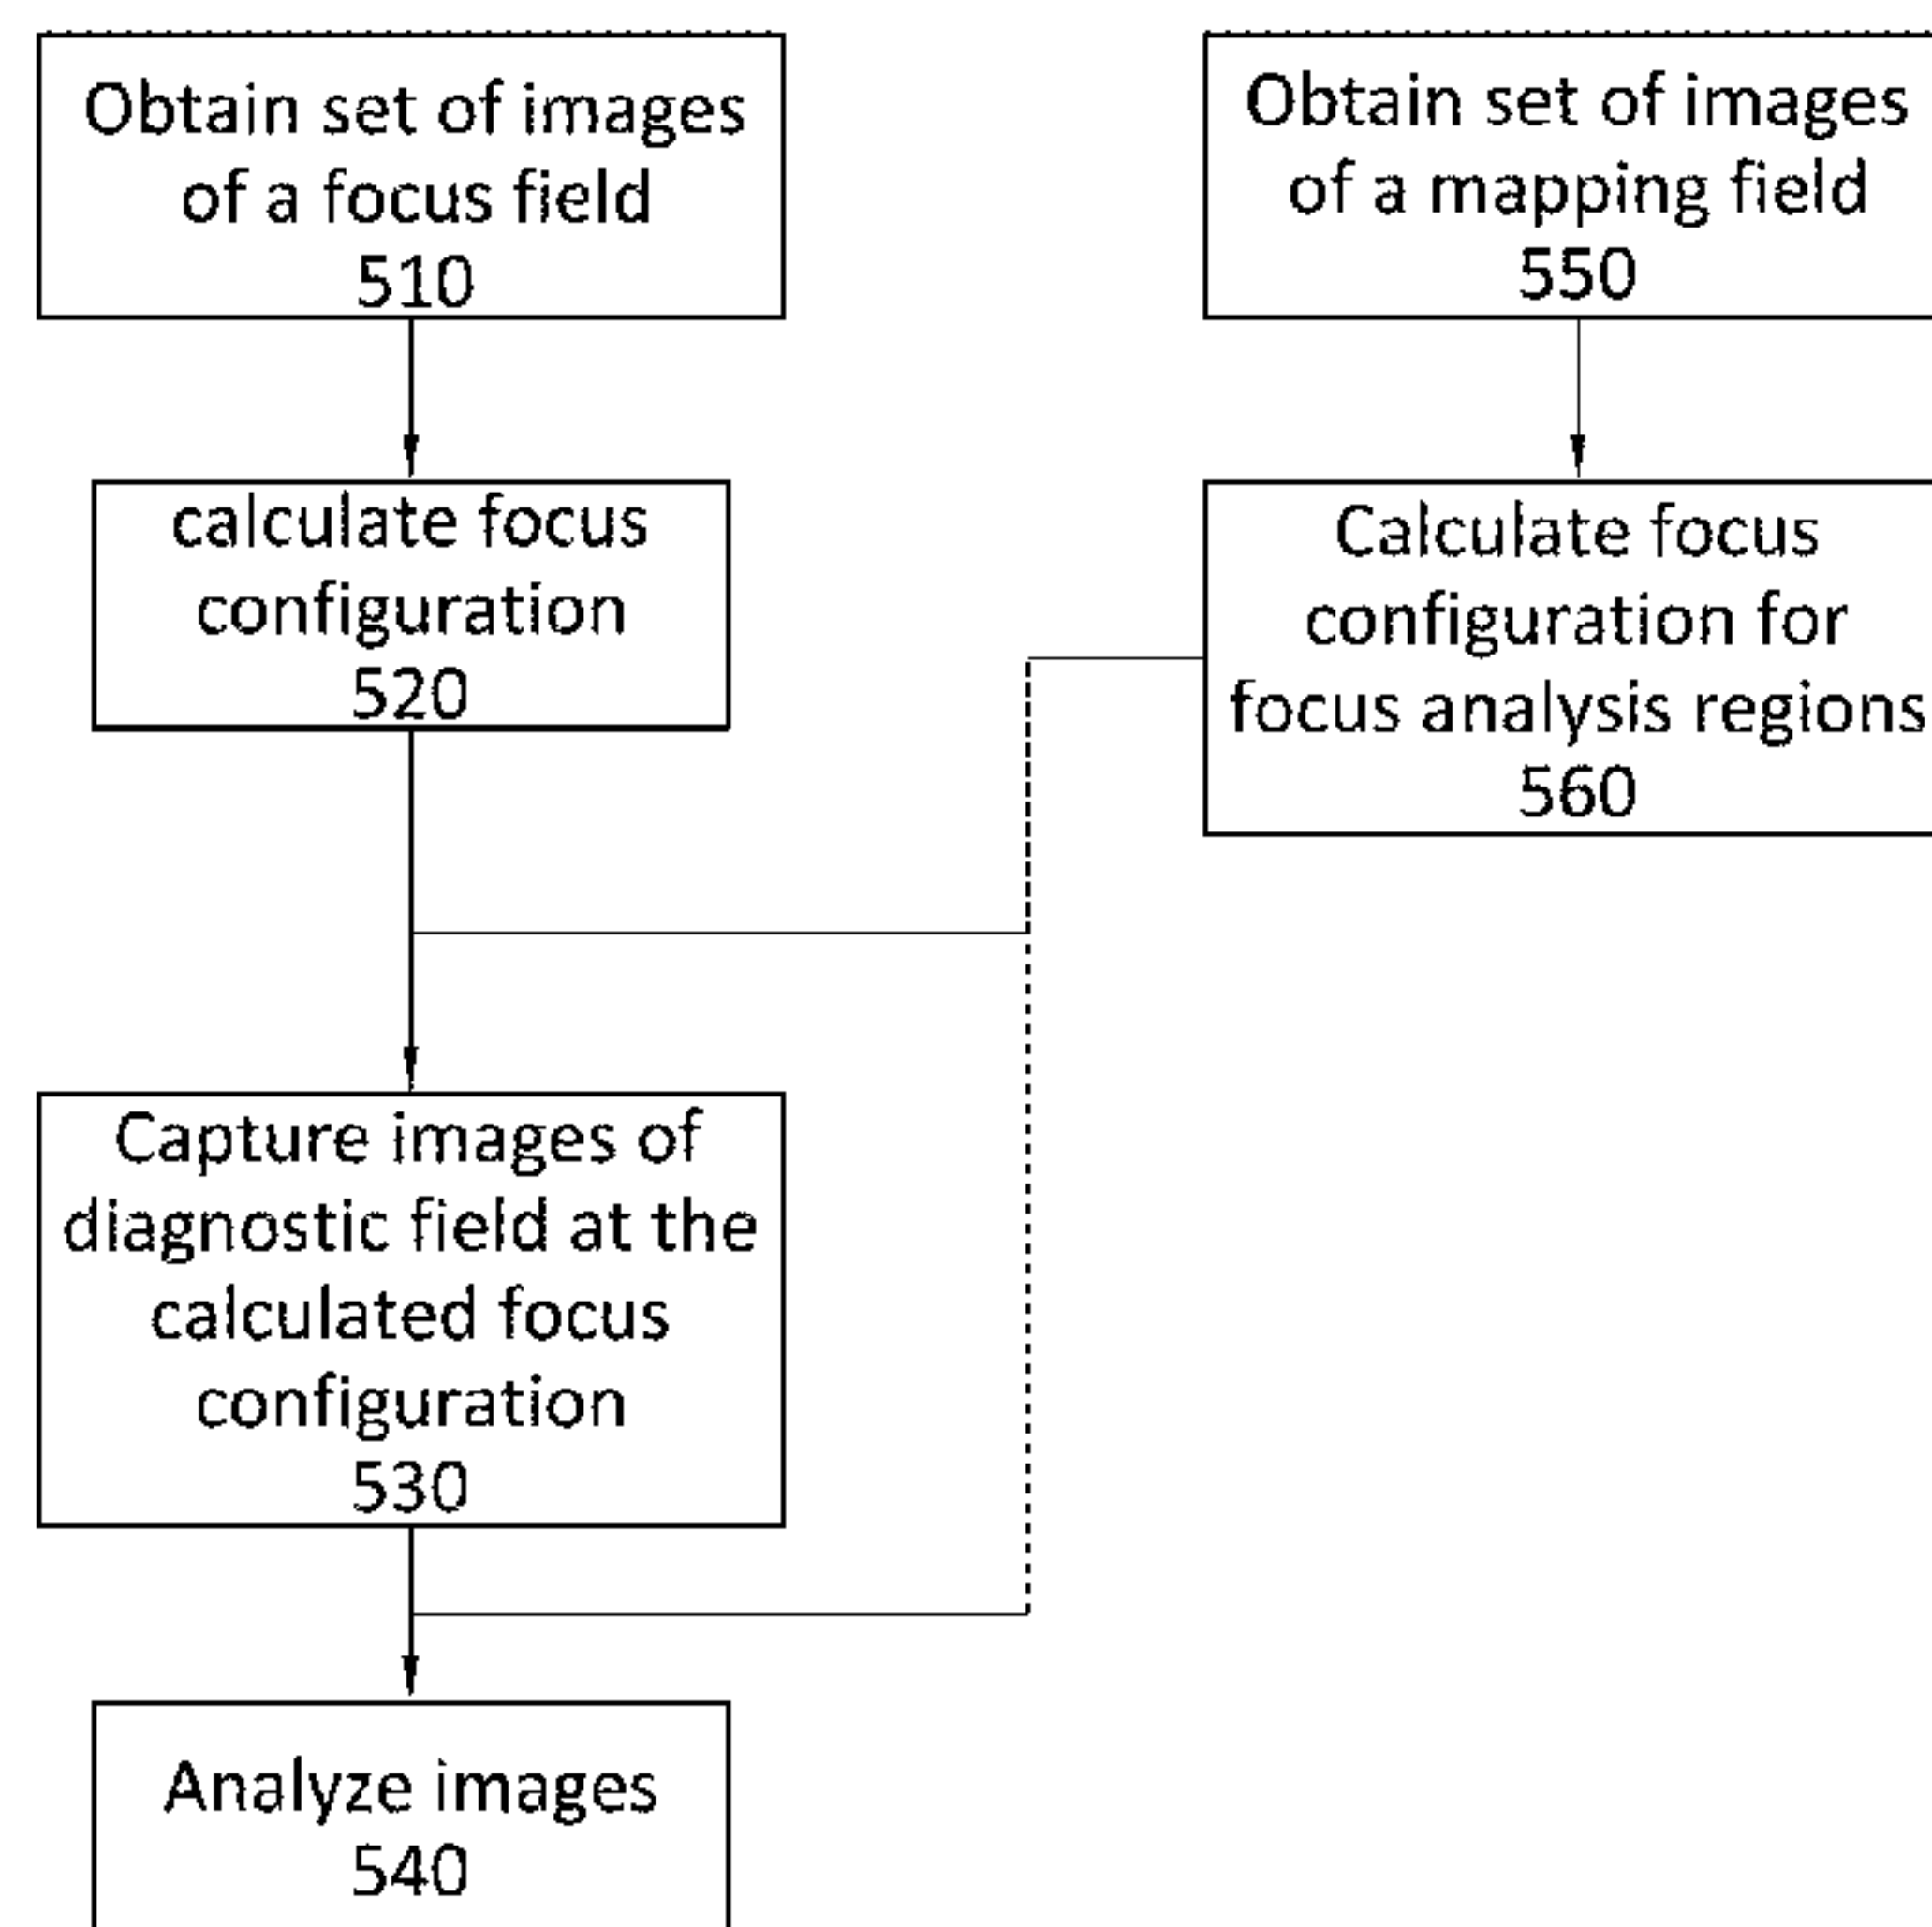 Obtain set of images
of a focus field
510
calculate focus
configuration
520
Capture images of
diagnostic field at the
calculated focus
configuration
530
Analyze images
540
Obtain set of images
of a mapping field
550
Calculate focus
configuration for
focus analysis regions
560